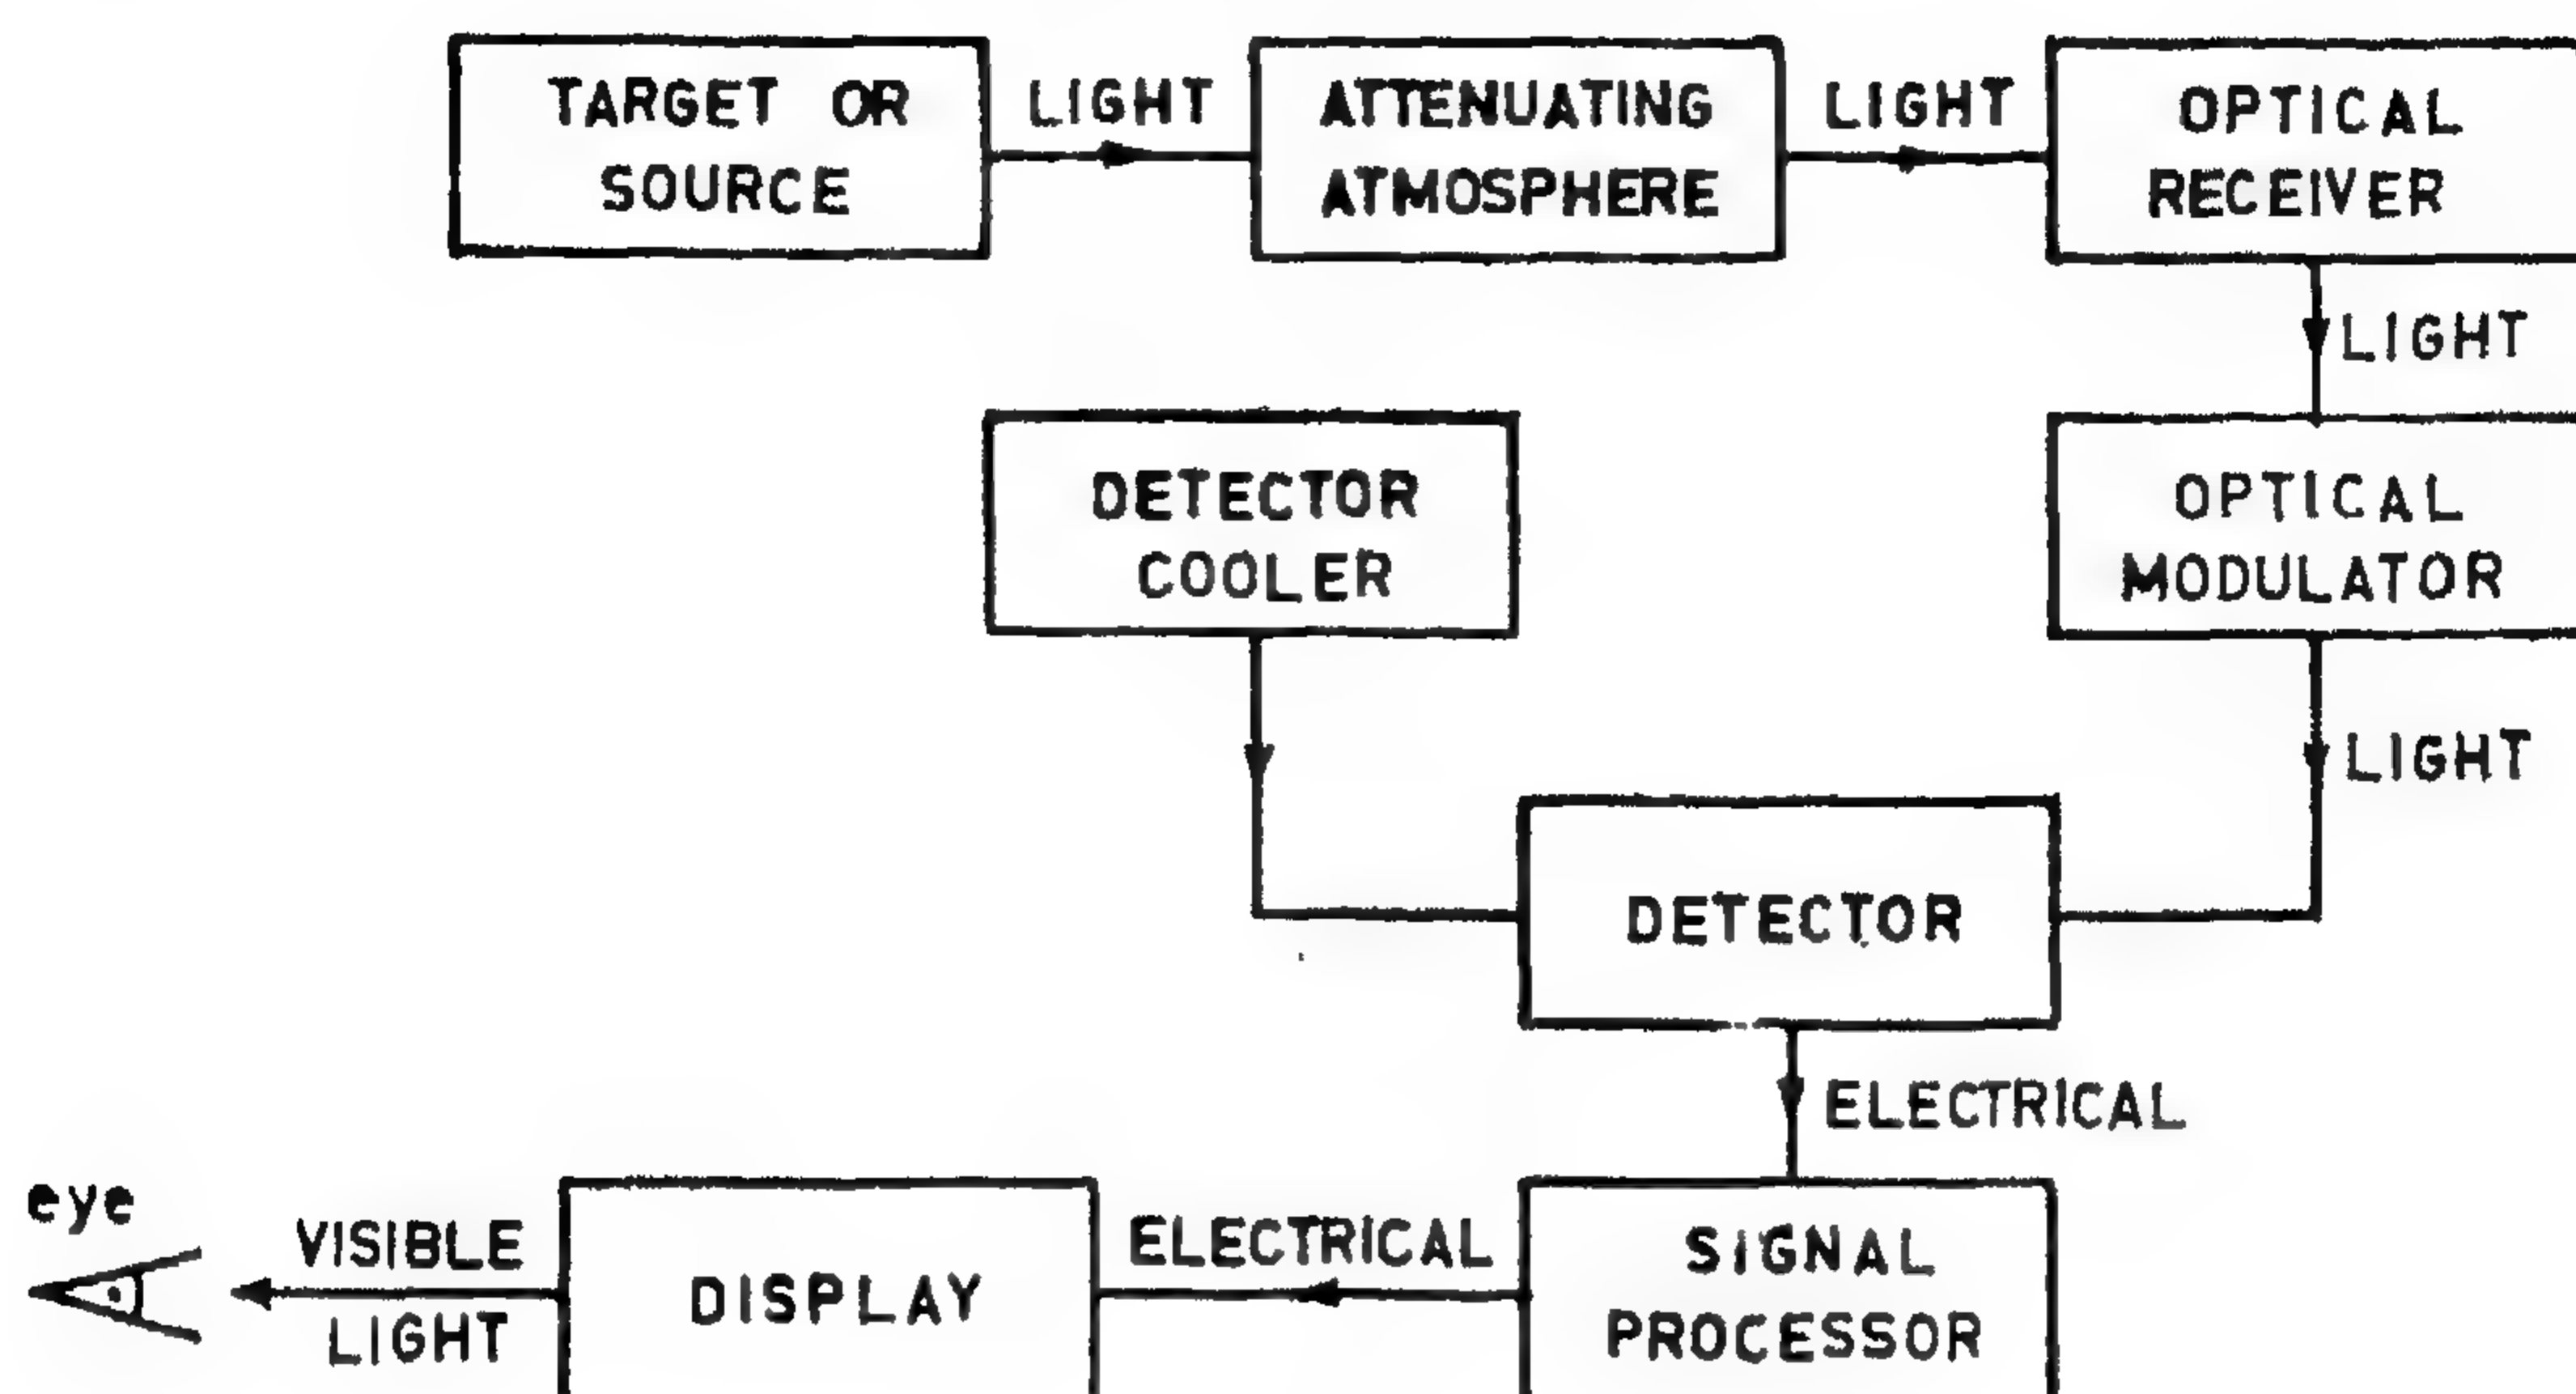 TARGET OR
SOURCE
LIGHT
ATTENUATING
ATMOSPHERE
LIGHT
OPTICAL
RECEIVER
LIGHT
DETECTOR
COOLER
OPTICAL
MODULATOR
LIGHT
DETECTOR
ELECTRICAL
eye
VISIBLE
LIGHT
DISPLAY
ELECTRICAL
SIGNAL
PROCESSOR